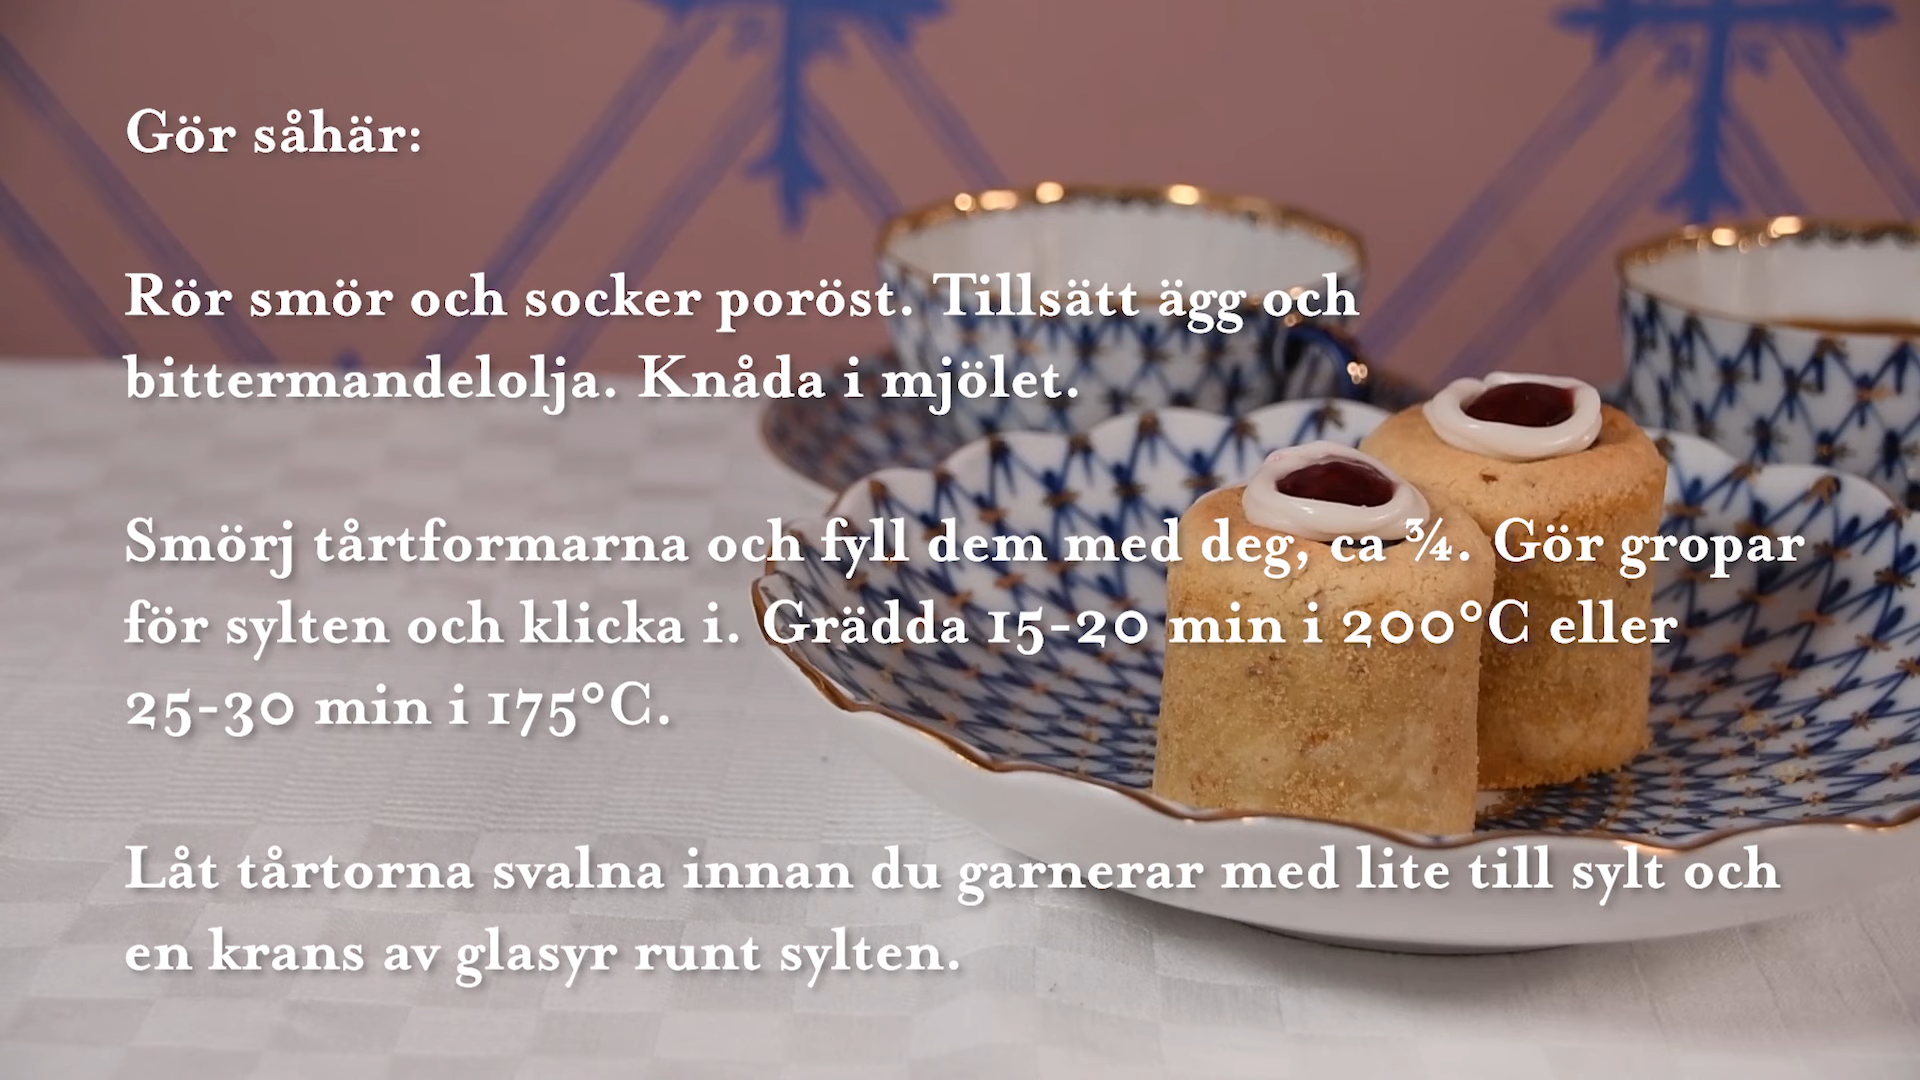 Gör såhär:
Rör smör och socker poröst. Tillsätt ägg och
bittermandelolja. Knåda i mjölet.
Smörj tårtformarna och fyll dem med deg, ca ¾. Gör gropar
för sylten och klicka i. Grädda 15-20 min i 200°C eller
25-30 min i 175°C.
Låt tårtorna svalna innan du garnerar med lite till sylt och
en krans av glasyr runt sylten.